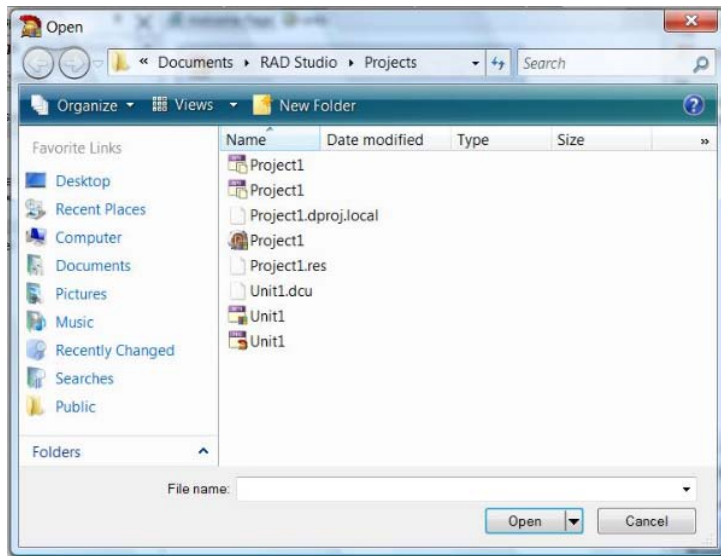 Open
« Documents ▸ RAD Studio ▸ Projects
Search
Organize Views New Folder
Favorite Links
Desktop
Recent Places
Computer
Documents
Pictures
Music
Recently Changed
Searches
Public
Folders
Name Date modified Type Size »
Project1
Project1
Project1.dproj.local
Project1
Project1.res
Unit1.dcu
Unit1
Unit1
File name:
Open Cancel